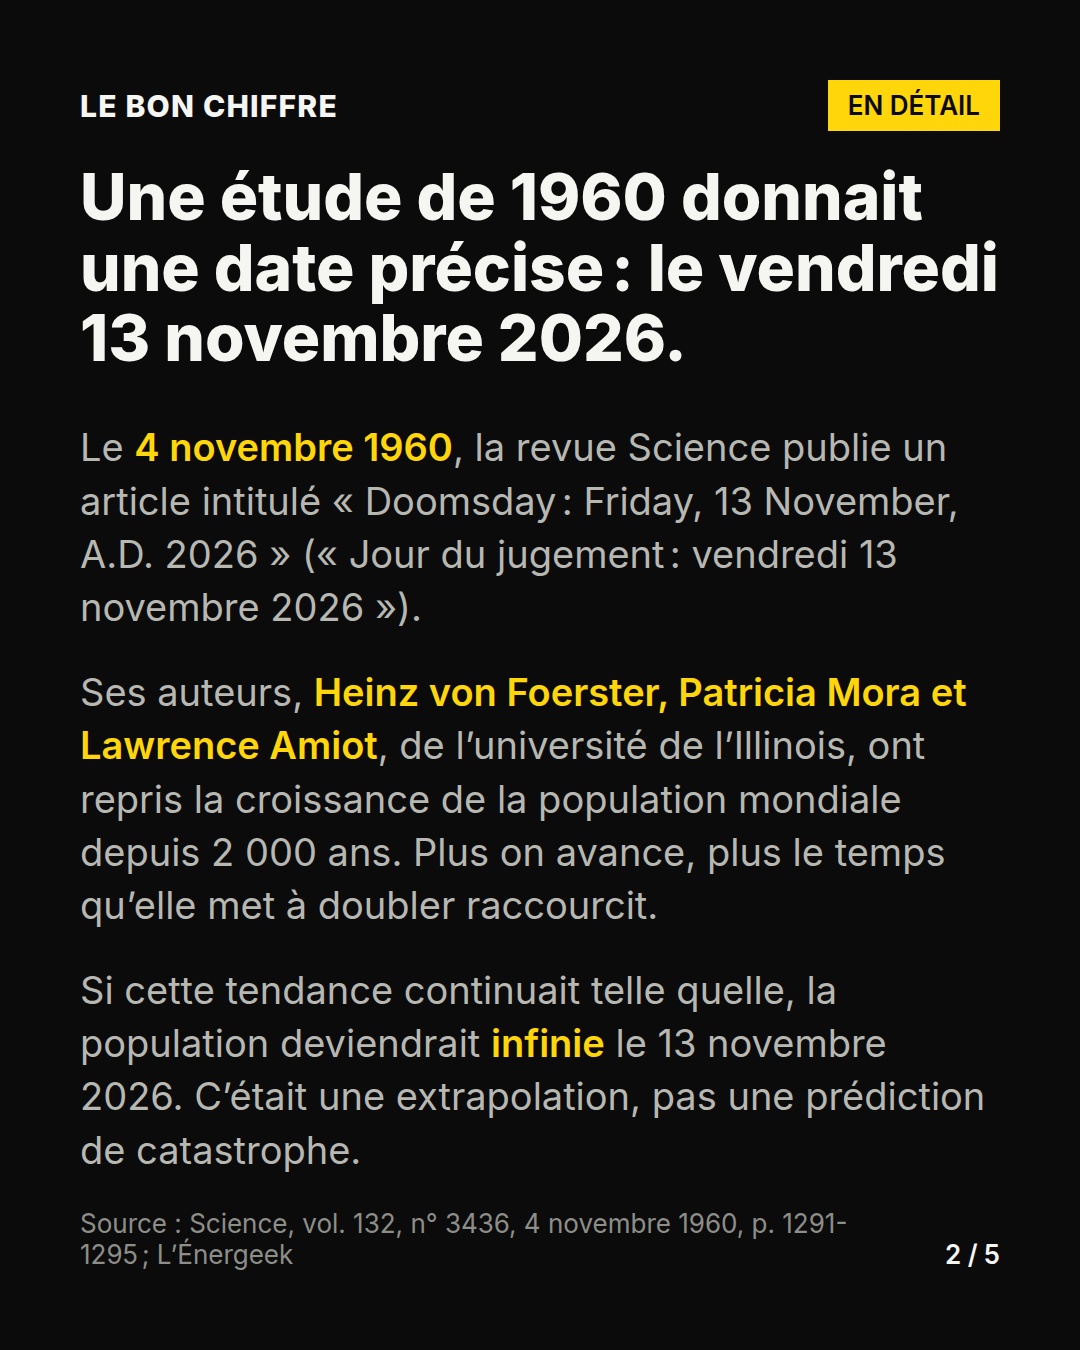 LE BON CHIFFRE
EN DÉTAIL
Une étude de 1960 donnait
une date précise : le vendredi
13 novembre 2026.
Le 4 novembre 1960, la revue Science publie un
article intitulé « Doomsday : Friday, 13 November,
A.D. 2026 » (« Jour du jugement : vendredi 13
novembre 2026 »).
Ses auteurs, Heinz von Foerster, Patricia Mora et
Lawrence Amiot, de l’université de l’Illinois, ont
repris la croissance de la population mondiale
depuis 2 000 ans. Plus on avance, plus le temps
qu’elle met à doubler raccourcit.
Si cette tendance continuait telle quelle, la
population deviendrait infinie le 13 novembre
2026. C’était une extrapolation, pas une prédiction
de catastrophe.
Source : Science, vol. 132, n° 3436, 4 novembre 1960, p. 1291-
1295 ; L’Énergeek
2 / 5